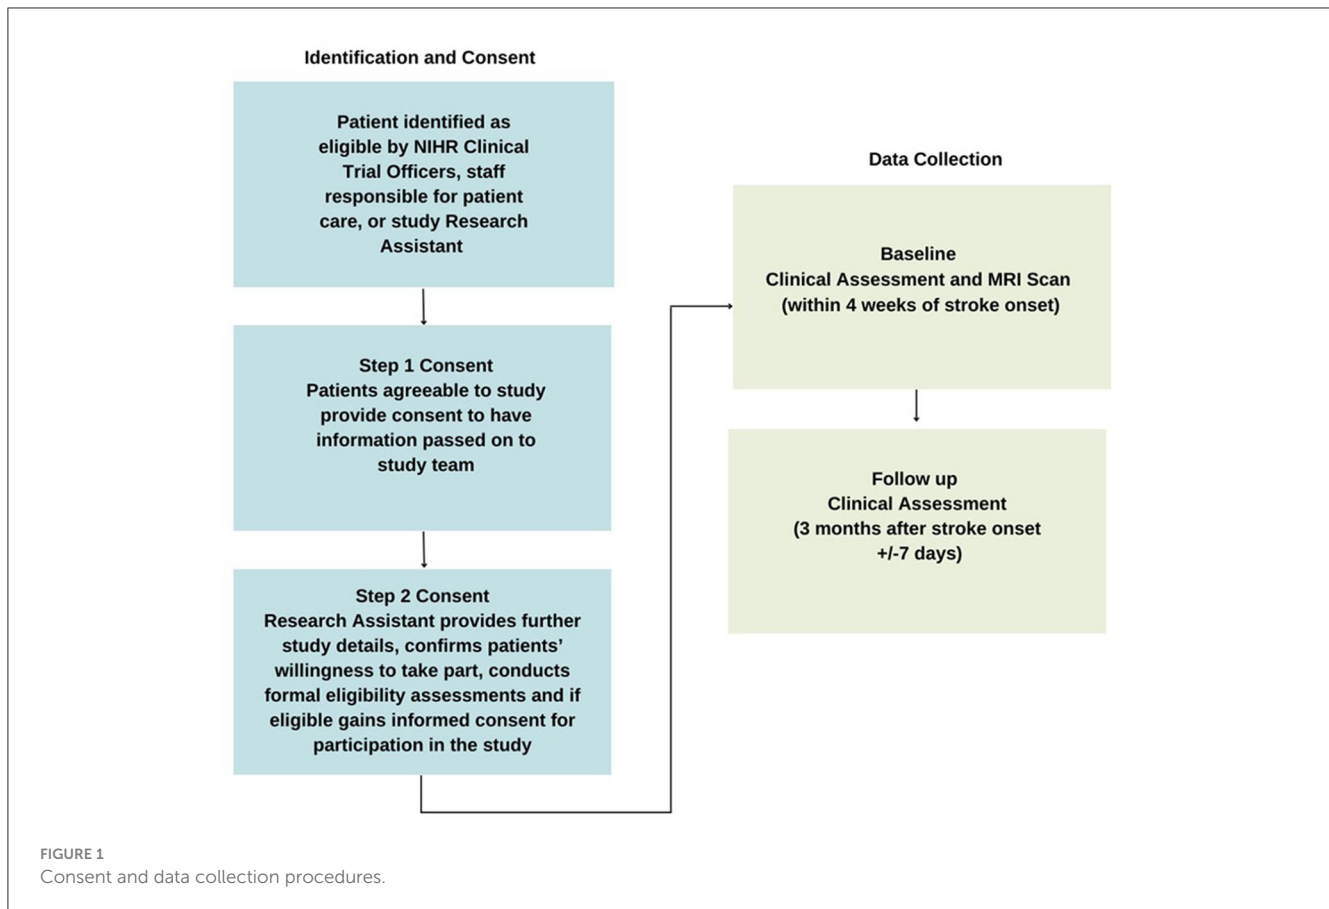 Identification and Consent
Patient identified as
eligible by NIHR Clinical
Trial Officers, staff
responsible for patient
care, or study Research
Assistant
Step 1 Consent
Patients agreeable to study
provide consent to have
information passed on to
study team
Step 2 Consent
Research Assistant provides further
study details, confirms patients’
willingness to take part, conducts
formal eligibility assessments and if
eligible gains informed consent for
participation in the study
Data Collection
Baseline
Clinical Assessment and MRI Scan
(within 4 weeks of stroke onset)
Follow up
Clinical Assessment
(3 months after stroke onset
+/-7 days)
FIGURE 1
Consent and data collection procedures.